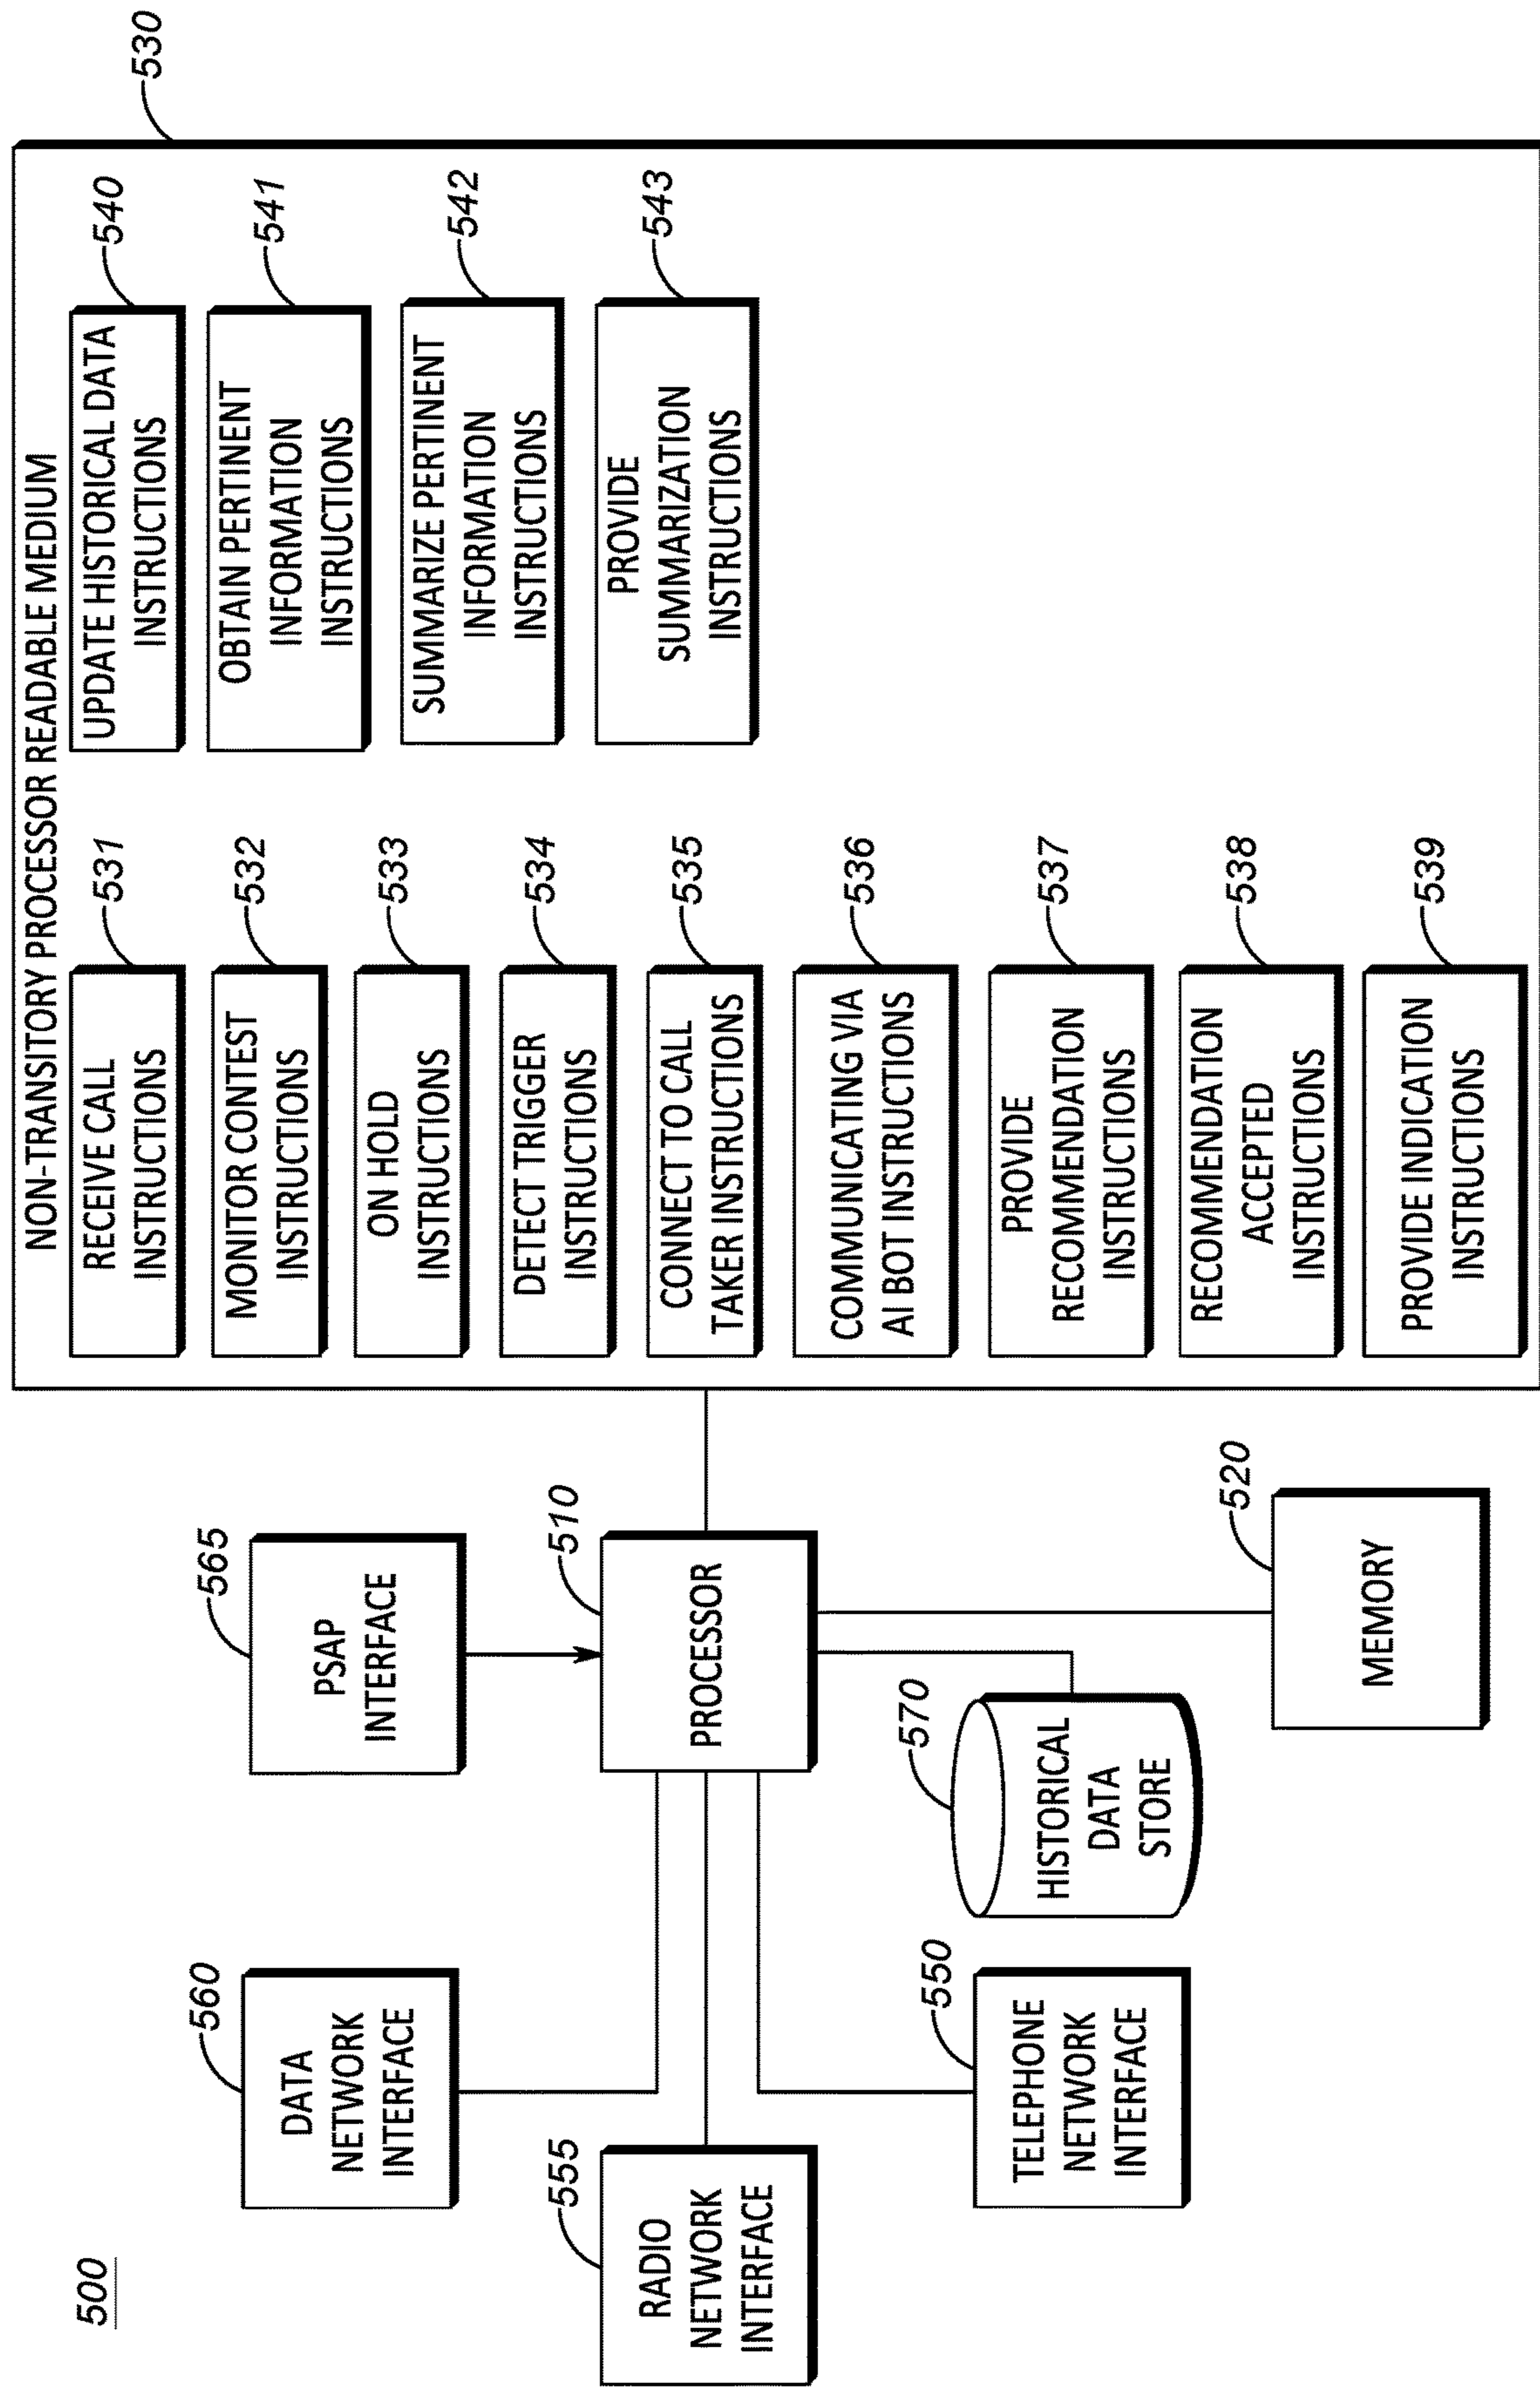 500
560
DATA
NETWORK
INTERFACE
555
RADIO
NETWORK
INTERFACE
550
TELEPHONE
NETWORK
INTERFACE
565
PSAP
INTERFACE
510
PROCESSOR
570
HISTORICAL
DATA
STORE
520
MEMORY
530
NON-TRANSITORY PROCESSOR READABLE MEDIUM
531
RECEIVE CALL
INSTRUCTIONS
532
MONITOR CONTEST
INSTRUCTIONS
533
ON HOLD
INSTRUCTIONS
534
DETECT TRIGGER
INSTRUCTIONS
535
CONNECT TO CALL
TAKER INSTRUCTIONS
536
COMMUNICATING VIA
AI BOT INSTRUCTIONS
537
PROVIDE
RECOMMENDATION
INSTRUCTIONS
538
RECOMMENDATION
ACCEPTED
INSTRUCTIONS
539
PROVIDE INDICATION
INSTRUCTIONS
540
UPDATE HISTORICAL DATA
INSTRUCTIONS
541
OBTAIN PERTINENT
INFORMATION
INSTRUCTIONS
542
SUMMARIZE PERTINENT
INFORMATION
INSTRUCTIONS
543
PROVIDE
SUMMARIZATION
INSTRUCTIONS